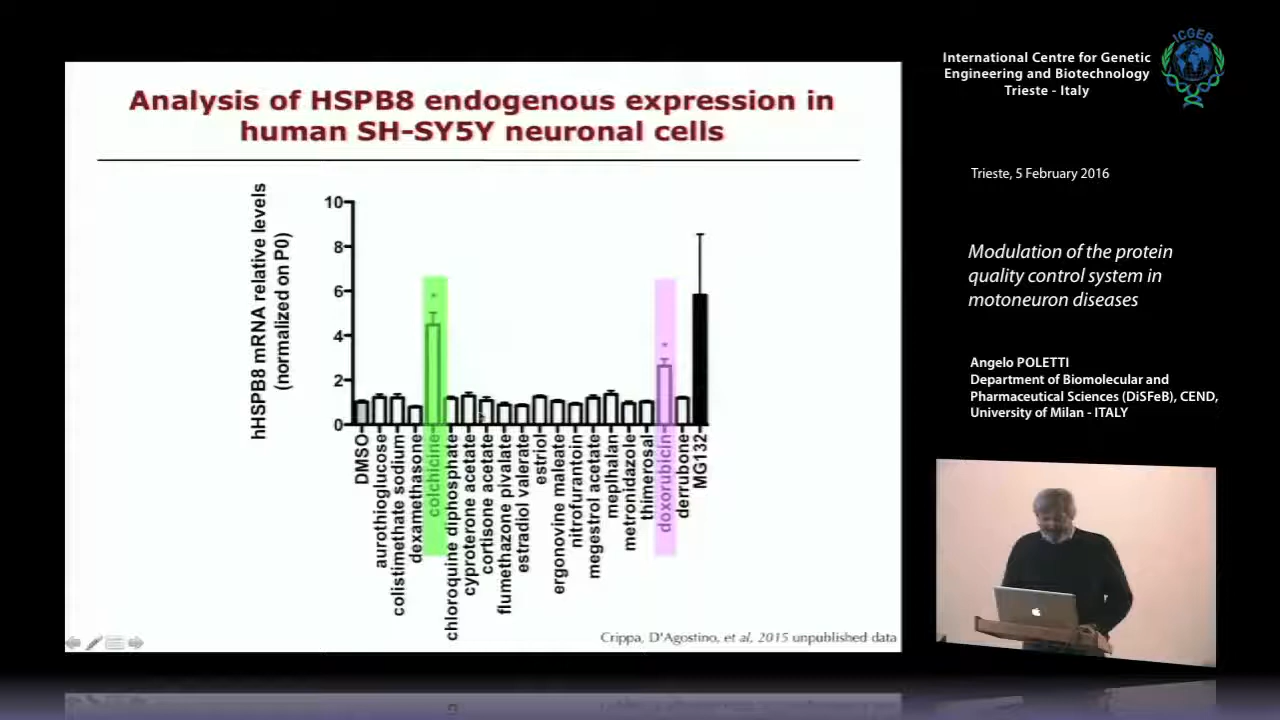 Analysis of HSPB8 endogenous expression in
human SH-SY5Y neuronal cells
hHSPB8 mRNA relative levels
(normalized on P0)
10
8
6
4
2
0
*
*
DMSO
aurothioglucose
colistimethate sodium
dexamethasone
colchicine
chloroquine diphosphate
cyproterone acetate
cortisone acetate
flumethazone pivalate
estradiol valerate
estriol
ergonovine maleate
nitrofurantoin
megestrol acetate
mephalan
metronidazole
thimerosal
doxorubicin
derrubone
MG132
Crippa, D'Agostino, et al, 2015 unpublished data
International Centre for Genetic
Engineering and Biotechnology
Trieste - Italy
ICGEB
Trieste, 5 February 2016
Modulation of the protein
quality control system in
motoneuron diseases
Angelo POLETTI
Department of Biomolecular and
Pharmaceutical Sciences (DiSFeB), CEND,
University of Milan - ITALY